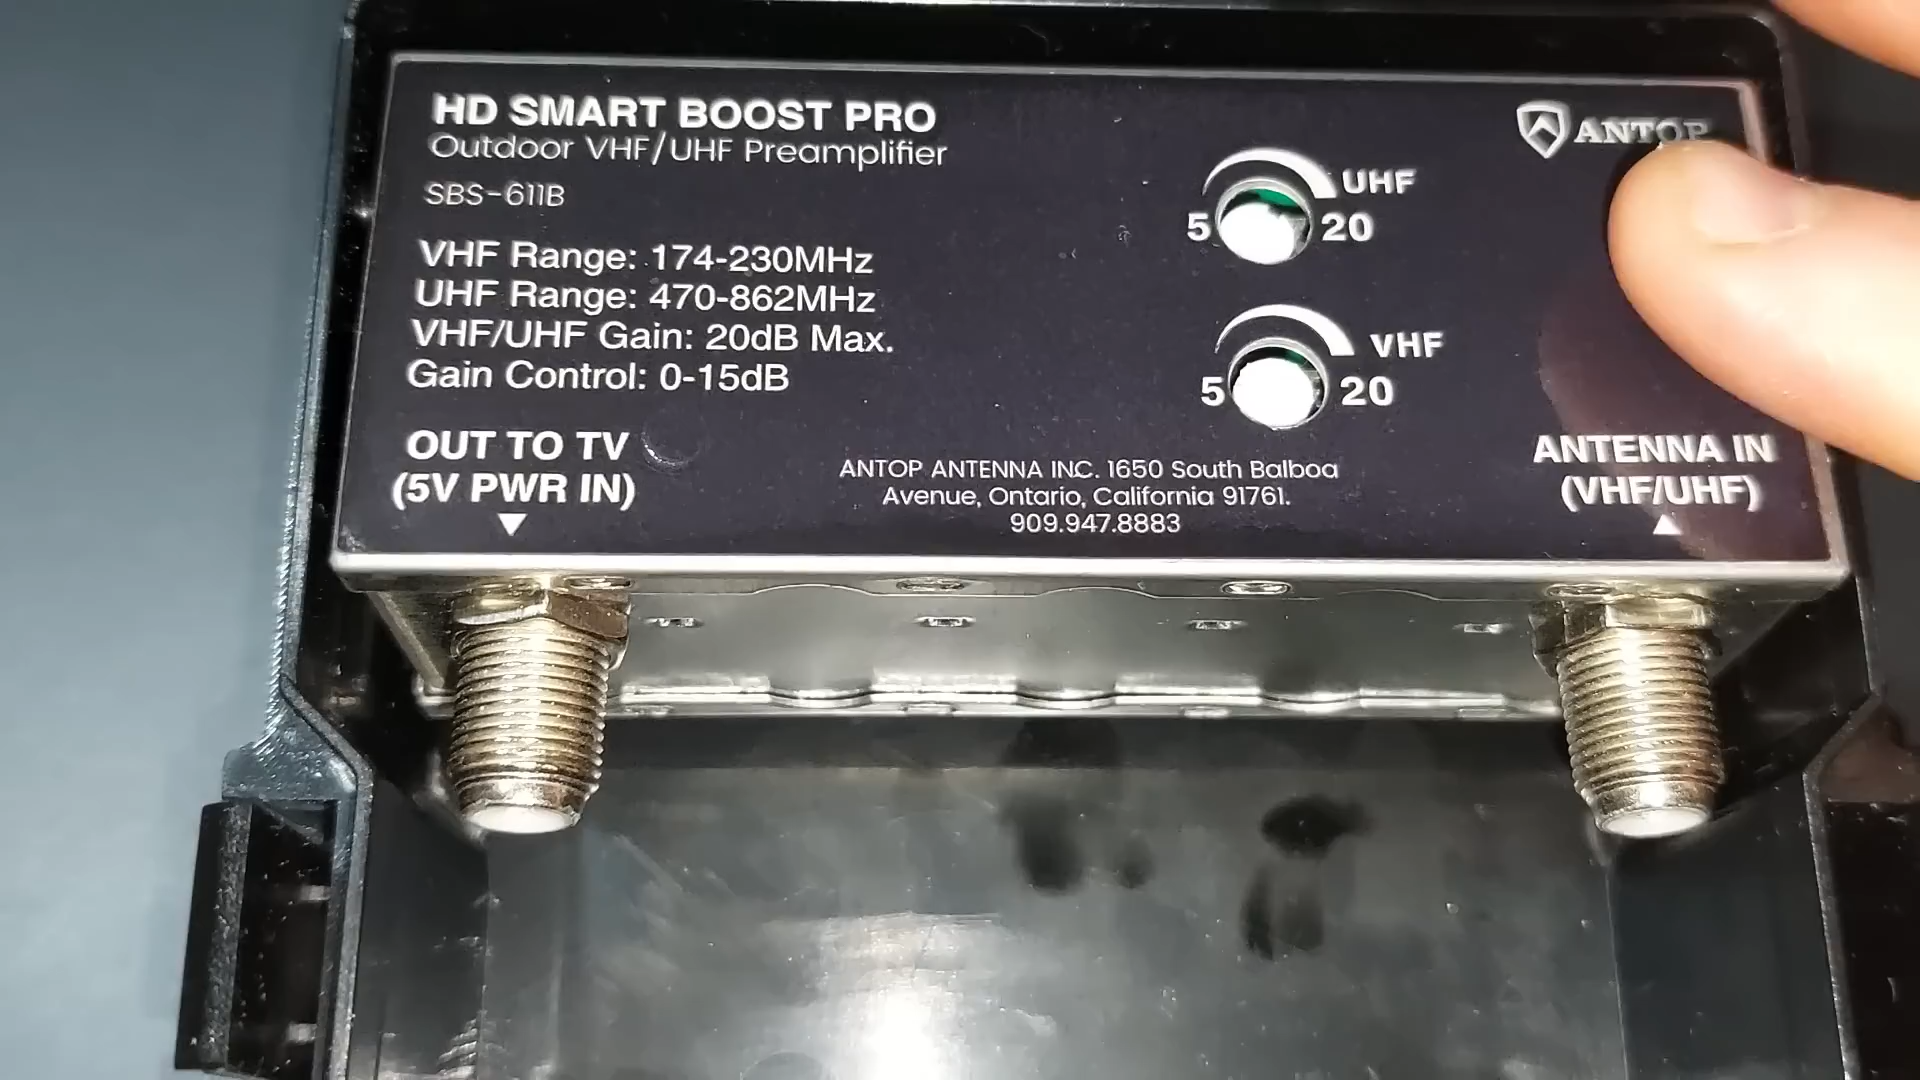 HD SMART BOOST PRO
Outdoor VHF/UHF Preamplifier
SBS-611B
VHF Range: 174-230MHz
UHF Range: 470-862MHz
VHF/UHF Gain: 20dB Max.
Gain Control: 0-15dB
OUT TO TV
(5V PWR IN)
UHF
5 20
VHF
5 20
ANTOP ANTENNA INC. 1650 South Balboa
Avenue, Ontario, California 91761.
909.947.8883
ANTOP
ANTENNA IN
(VHF/UHF)